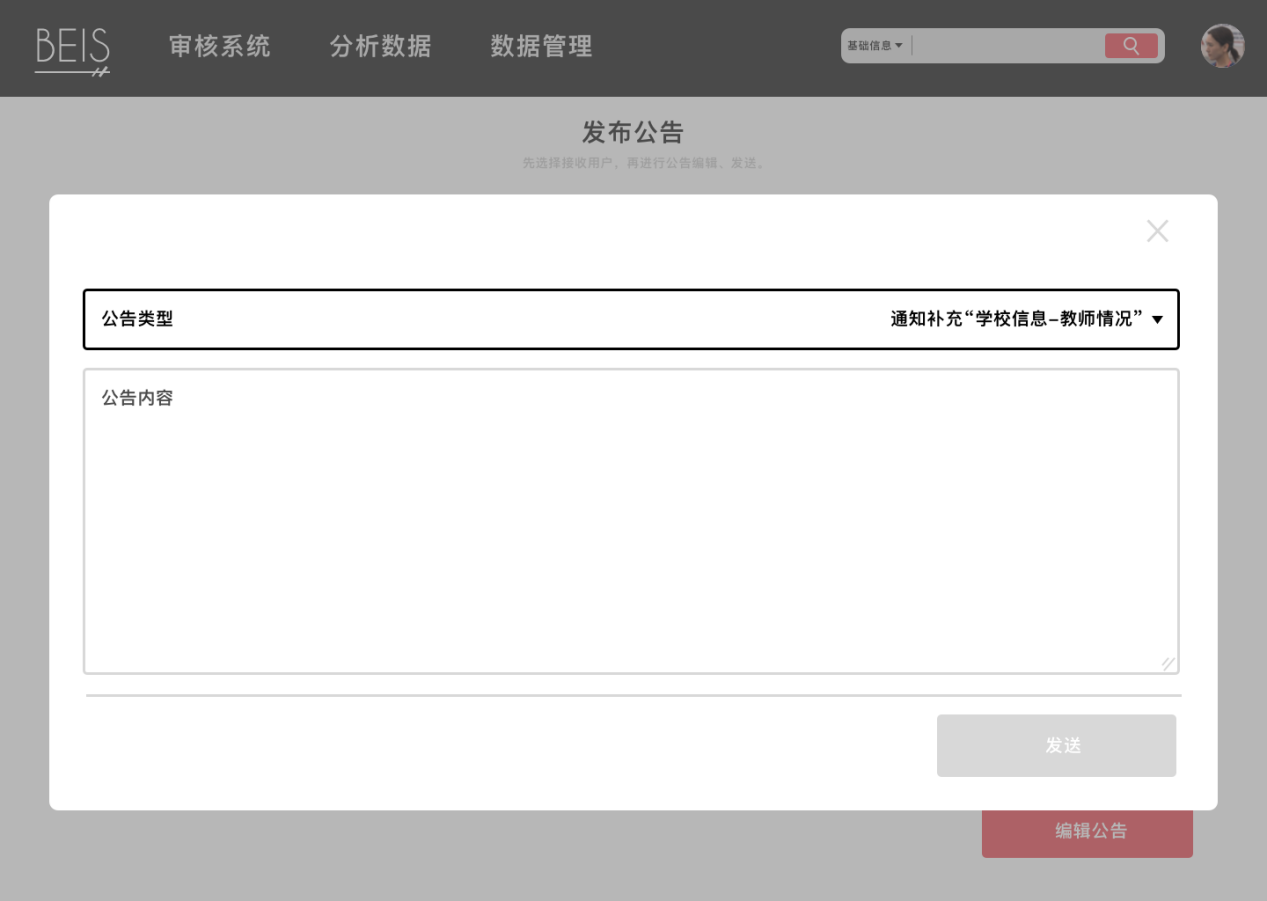 BEIS
审核系统
分析数据
数据管理
基础信息
发布公告
先选择接收用户，再进行公告编辑、发送。
公告类型
通知补充“学校信息–教师情况”
公告内容
发送
编辑公告